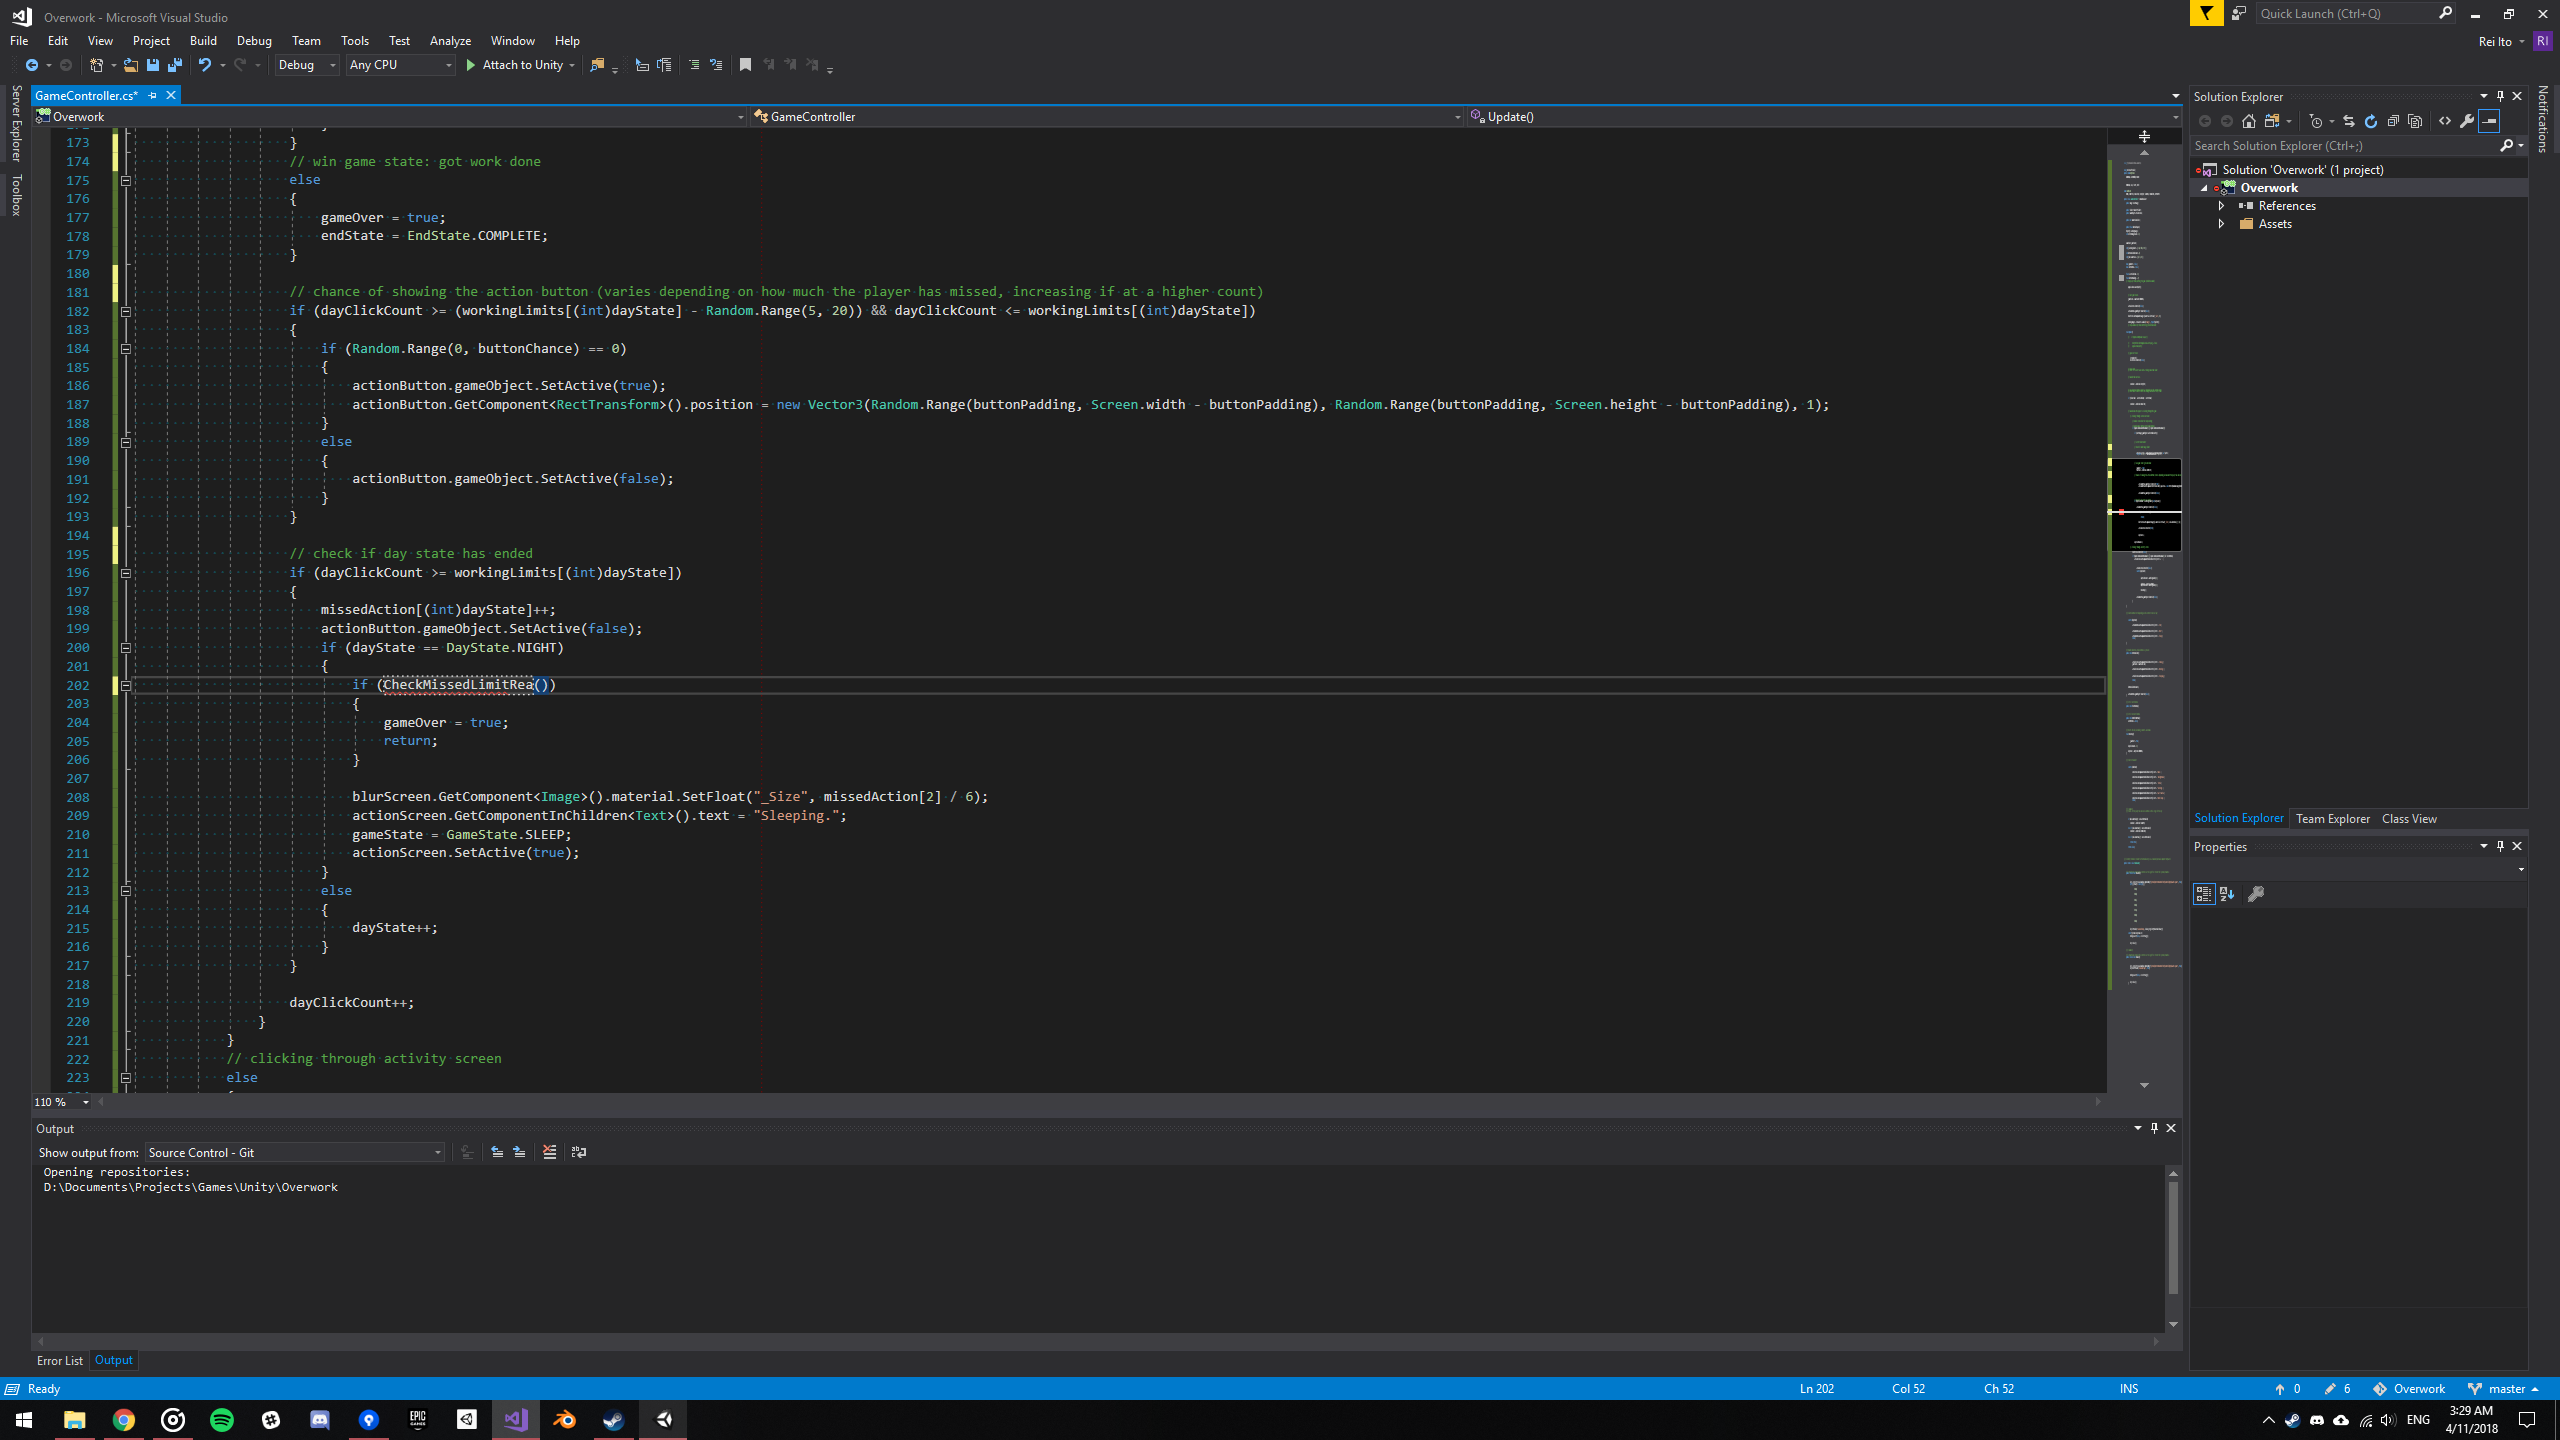 Overwork - Microsoft Visual Studio
Quick Launch (Ctrl+Q)
File Edit View Project Build Debug Team Tools Test Analyze Window Help
Rei Ito RI
Debug Any CPU Attach to Unity
Server Explorer
Toolbox
GameController.cs*
Overwork GameController Update()
173 }
174 // win game state: got work done
175 else
176 {
177 gameOver = true;
178 endState = EndState.COMPLETE;
179 }
180
181 // chance of showing the action button (varies depending on how much the player has missed, increasing if at a higher count)
182 if (dayClickCount >= (workingLimits[(int)dayState] - Random.Range(5, 20)) && dayClickCount <= workingLimits[(int)dayState])
183 {
184 if (Random.Range(0, buttonChance) == 0)
185 {
186 actionButton.gameObject.SetActive(true);
187 actionButton.GetComponent<RectTransform>().position = new Vector3(Random.Range(buttonPadding, Screen.width - buttonPadding), Random.Range(buttonPadding, Screen.height - buttonPadding), 1);
188 }
189 else
190 {
191 actionButton.gameObject.SetActive(false);
192 }
193 }
194
195 // check if day state has ended
196 if (dayClickCount >= workingLimits[(int)dayState])
197 {
198 missedAction[(int)dayState]++;
199 actionButton.gameObject.SetActive(false);
200 if (dayState == DayState.NIGHT)
201 {
202 if (CheckMissedLimitRea())
203 {
204 gameOver = true;
205 return;
206 }
207
208 blurScreen.GetComponent<Image>().material.SetFloat("_Size", missedAction[2] / 6);
209 actionScreen.GetComponentInChildren<Text>().text = "Sleeping.";
210 gameState = GameState.SLEEP;
211 actionScreen.SetActive(true);
212 }
213 else
214 {
215 dayState++;
216 }
217 }
218
219 dayClickCount++;
220 }
221 }
222 // clicking through activity screen
223 else
110 %
Output
Show output from: Source Control - Git
Opening repositories:
D:\Documents\Projects\Games\Unity\Overwork
Error List Output
Solution Explorer
Search Solution Explorer (Ctrl+;)
Solution 'Overwork' (1 project)
Overwork
References
Assets
Solution Explorer Team Explorer Class View
Properties
Notifications
Ready Ln 202 Col 52 Ch 52 INS 0 6 Overwork master
EPIC GAMES
ENG 3:29 AM
4/11/2018